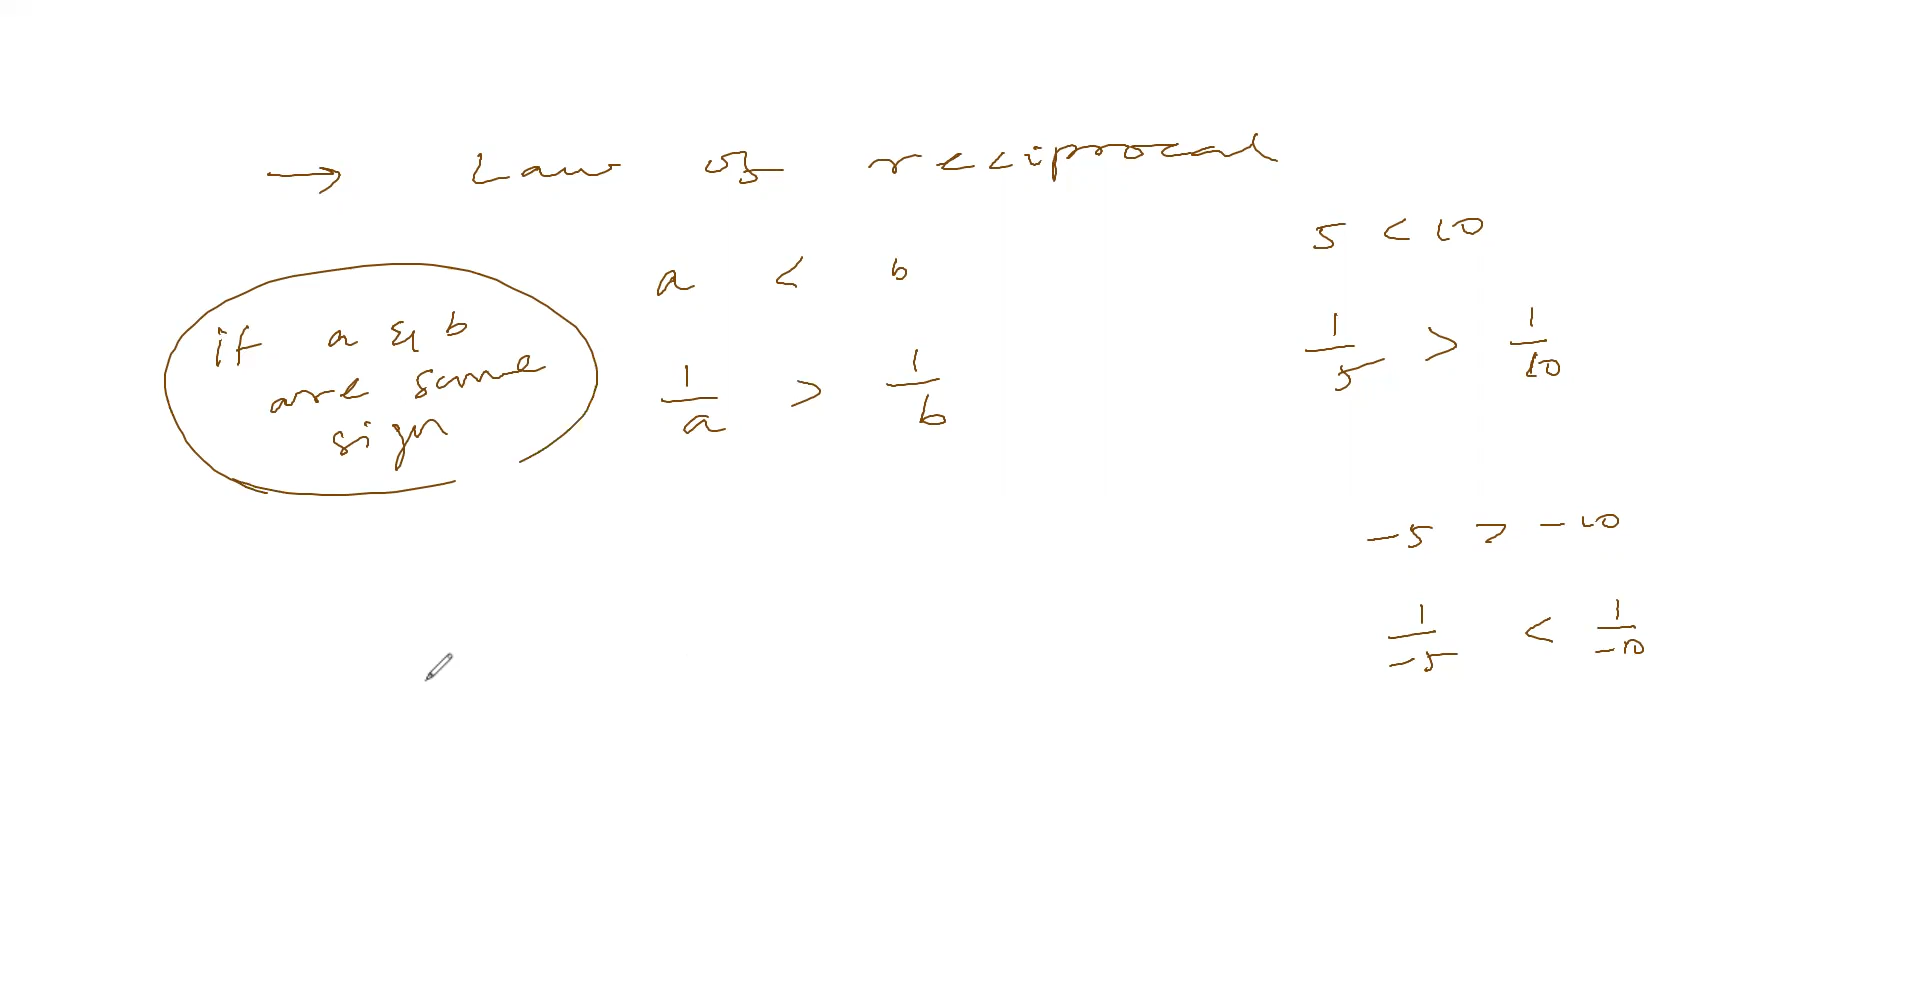 → Law of reciprocal
5 < 10
a < b
if a & b
are same
sign
1/a > 1/b
1/5 > 1/10
-5 > -10
1/-5 < 1/-10